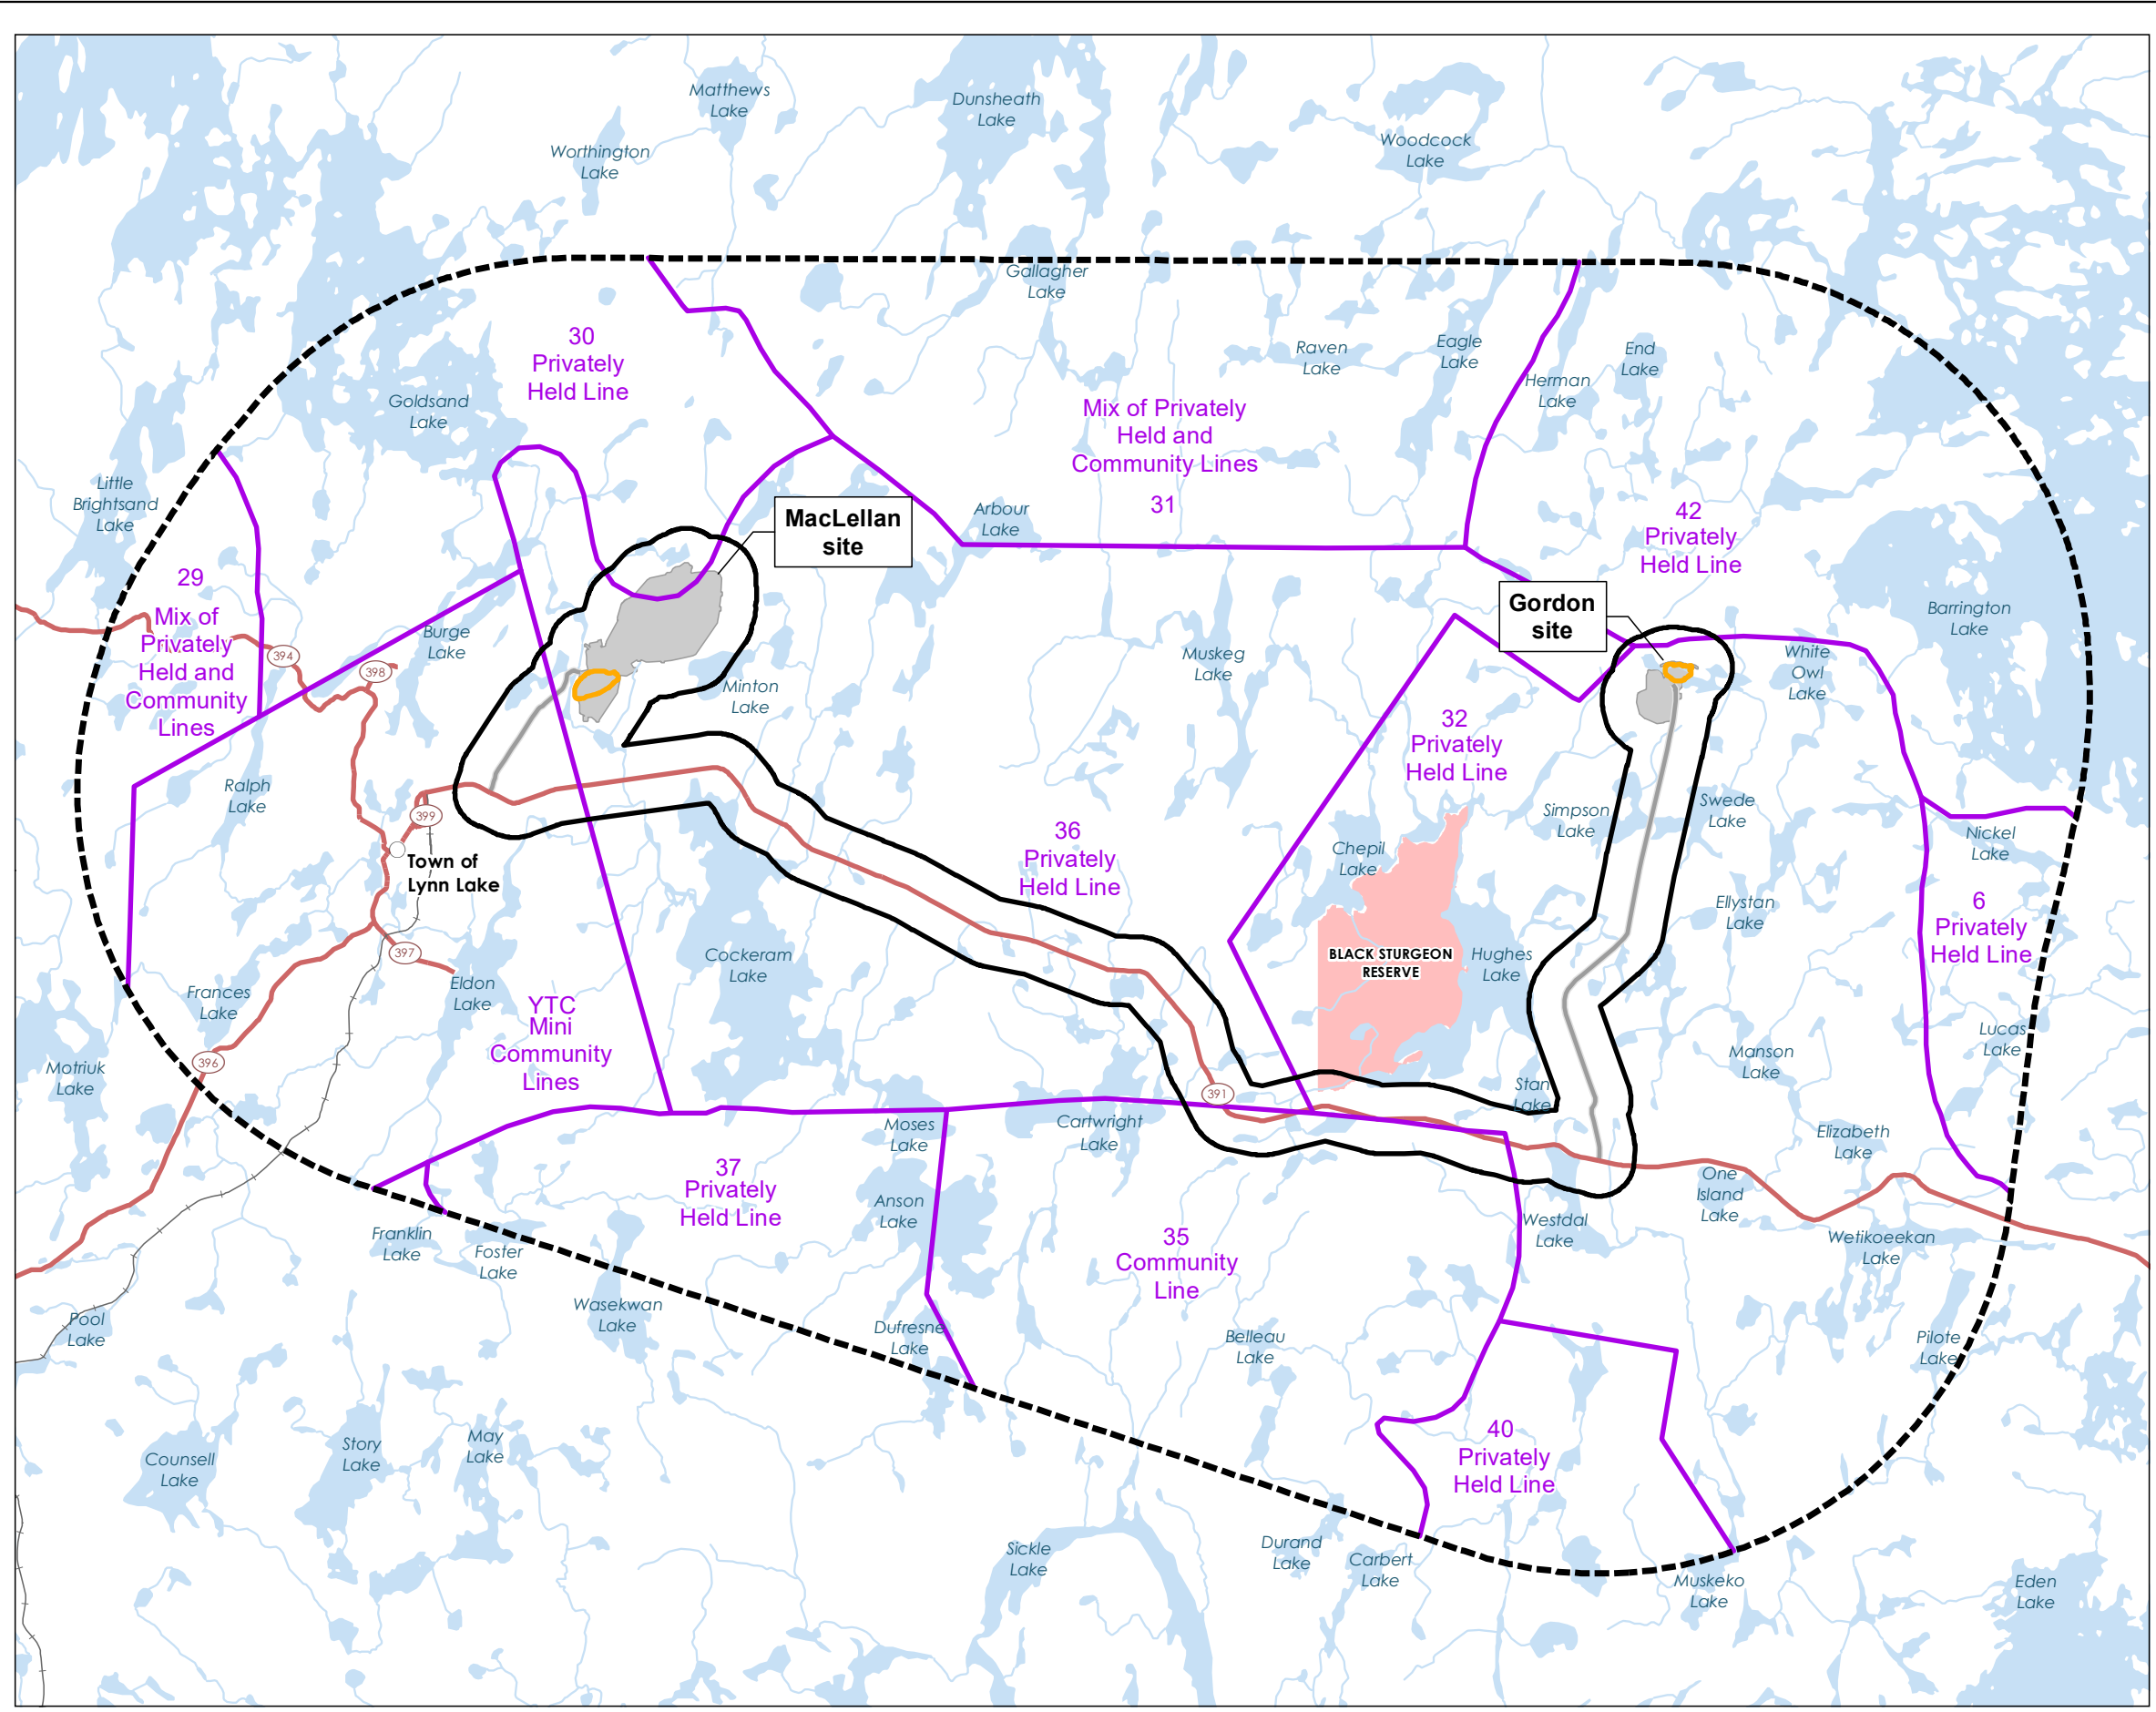 Matthews
Lake
Dunsheath
Lake
Worthington
Lake
Woodcock
Lake
Gallagher
Lake
30
Privately
Held Line
Raven
Lake
Eagle
Lake
End
Lake
Herman
Lake
Goldsand
Lake
Mix of Privately
Held and
Community Lines
31
Little
Brightsand
Lake
MacLellan
site
Arbour
Lake
42
Privately
Held Line
29
Mix of
Privately
Held and
Community
Lines
Gordon
site
Barrington
Lake
394
398
Burge
Lake
Minton
Lake
Muskeg
Lake
White
Owl
Lake
32
Privately
Held Line
Ralph
Lake
399
Town of
Lynn Lake
36
Privately
Held Line
Simpson
Lake
Swede
Lake
Chepil
Lake
Nickel
Lake
Ellystan
Lake
6
Privately
Held Line
397
Cockeram
Lake
BLACK STURGEON
RESERVE
Hughes
Lake
Eldon
Lake
Frances
Lake
YTC
Mini
Community
Lines
396
Motriuk
Lake
Lucas
Lake
Manson
Lake
391
Stan
Lake
Moses
Lake
Cartwright
Lake
Elizabeth
Lake
37
Privately
Held Line
Anson
Lake
One
Island
Lake
Franklin
Lake
Foster
Lake
35
Community
Line
Westdal
Lake
Wetikoeekan
Lake
Wasekwan
Lake
Pool
Lake
Dufresne
Lake
Belleau
Lake
Pilote
Lake
Counsell
Lake
Story
Lake
May
Lake
40
Privately
Held Line
Sickle
Lake
Durand
Lake
Carbert
Lake
Muskeko
Lake
Eden
Lake